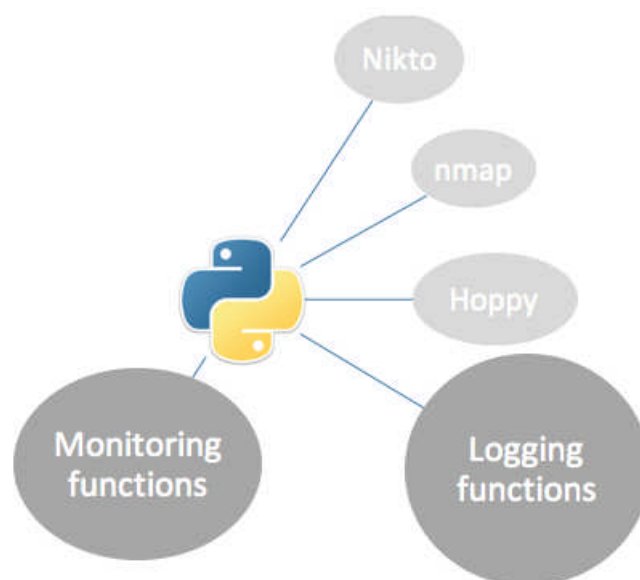 Nikto
nmap
Hoppy
Monitoring
functions
Logging
functions